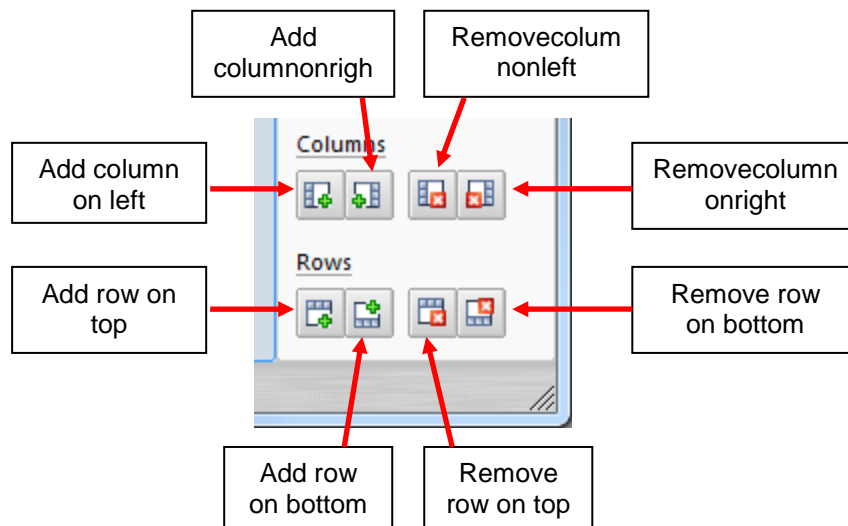 Add
columnonrigh
Removecolum
nonleft
Add column
on left
Columns
Removecolumn
onright
Add row on
top
Rows
Remove row
on bottom
Add row
on bottom
Remove
row on top